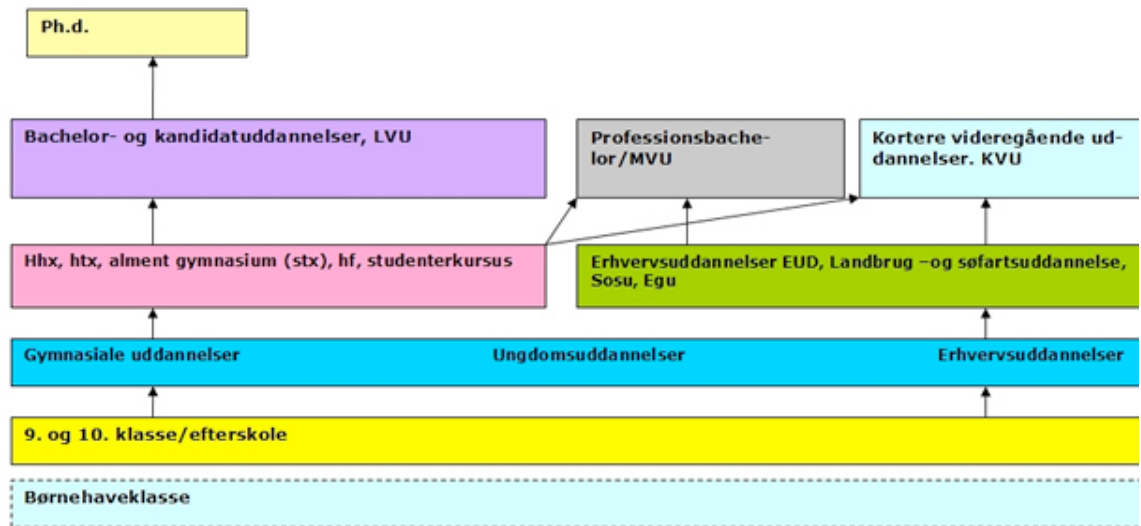 Ph.d.
Bachelor- og kandidatuddannelser, LVU
Professionsbache-
lor/MVU
Kortere videregående ud-
dannelser. KVU
Hhx, htx, alment gymnasium (stx), hf, studenterkursus
Erhvervsuddannelser EUD, Landbrug –og søfartsuddannelse,
Sosu, Egu
Gymnasiale uddannelser Ungdomsuddannelser Erhvervsuddannelser
9. og 10. klasse/efterskole
Børnehaveklasse